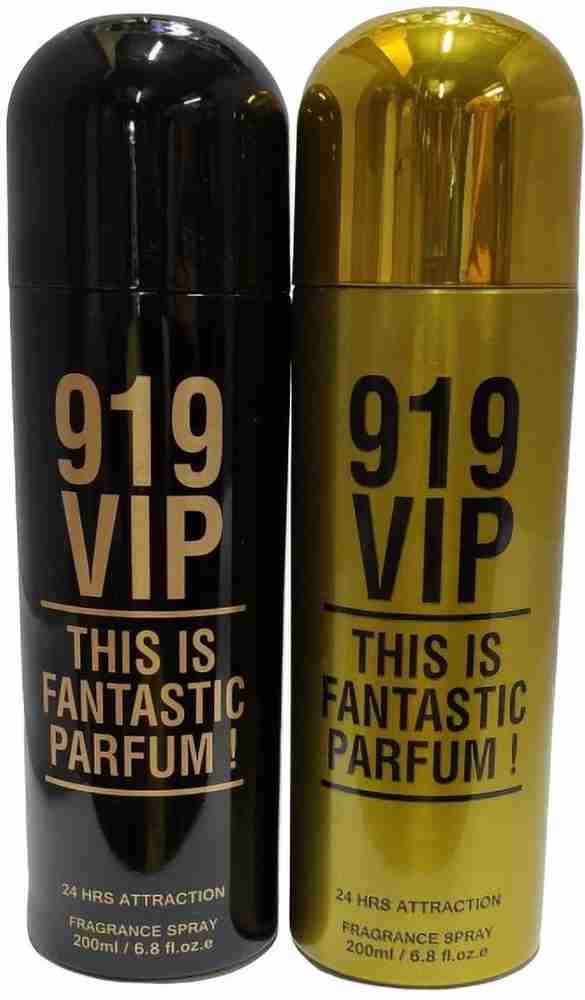 919
VIP
THIS IS
FANTASTIC
PARFUM !
24 HRS ATTRACTION
FRAGRANCE SPRAY
200ml / 6.8 fl.oz.e
919
VIP
THIS IS
FANTASTIC
PARFUM !
24 HRS ATTRACTION
FRAGRANCE SPRAY
200ml / 6.8 fl.oz.e